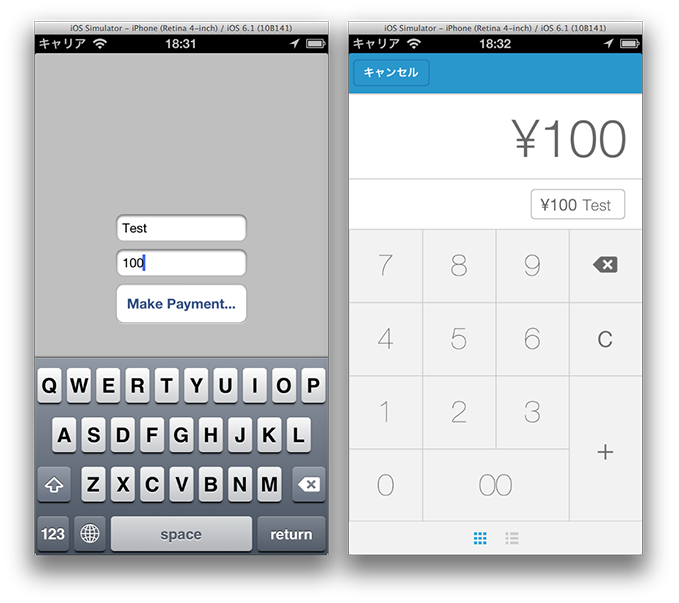 iOS Simulator - iPhone (Retina 4-inch) / iOS 6.1 (10B141)
キャリア 18:31
Test
100
Make Payment...
Q W E R T Y U I O P
A S D F G H J K L
Z X C V B N M
123 space return
iOS Simulator - iPhone (Retina 4-inch) / iOS 6.1 (10B141)
キャリア 18:32
キャンセル
¥100
¥100 Test
7 8 9
4 5 6 C
1 2 3
+
0 00